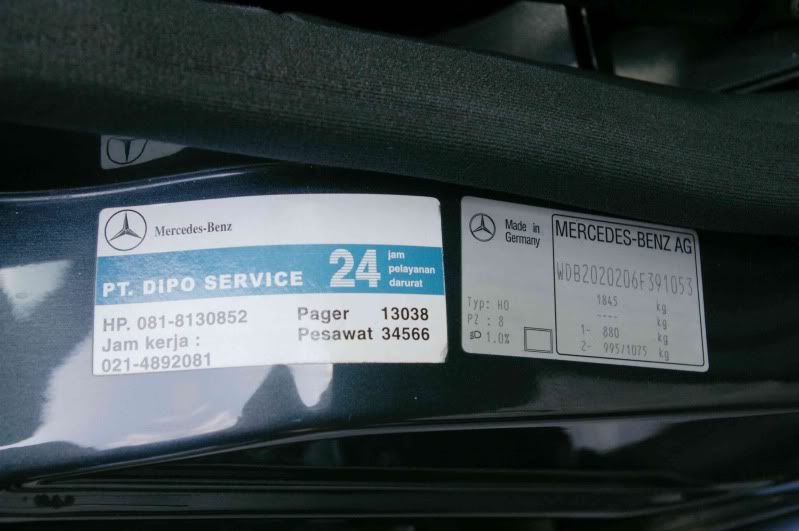 Mercedes-Benz
PT. DIPO SERVICE
24 jam
pelayanan
darurat
HP. 081-8130852
Jam kerja :
021-4892081
Pager 13038
Pesawat 34566
Made in
Germany
MERCEDES-BENZ AG
WDB2020206F391053
1845 kg
---- kg
1- 880 kg
2- 995/1075 kg
Typ: HO
PZ : 8
1.0%